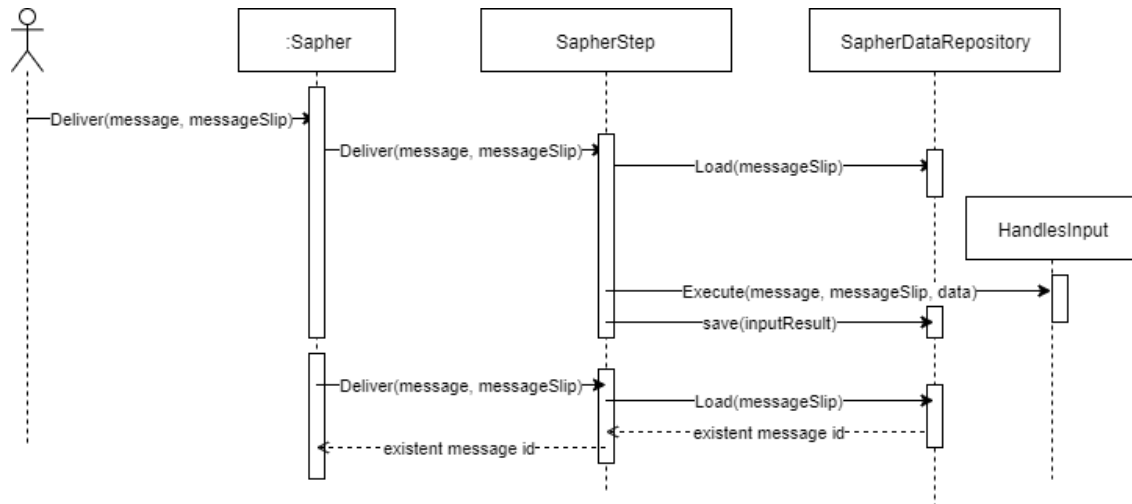 :Sapher
SapherStep
SapherDataRepository
Deliver(message, messageSlip)
Deliver(message, messageSlip)
Load(messageSlip)
HandlesInput
Execute(message, messageSlip, data)
save(inputResult)
Deliver(message, messageSlip)
Load(messageSlip)
existent message id
existent message id